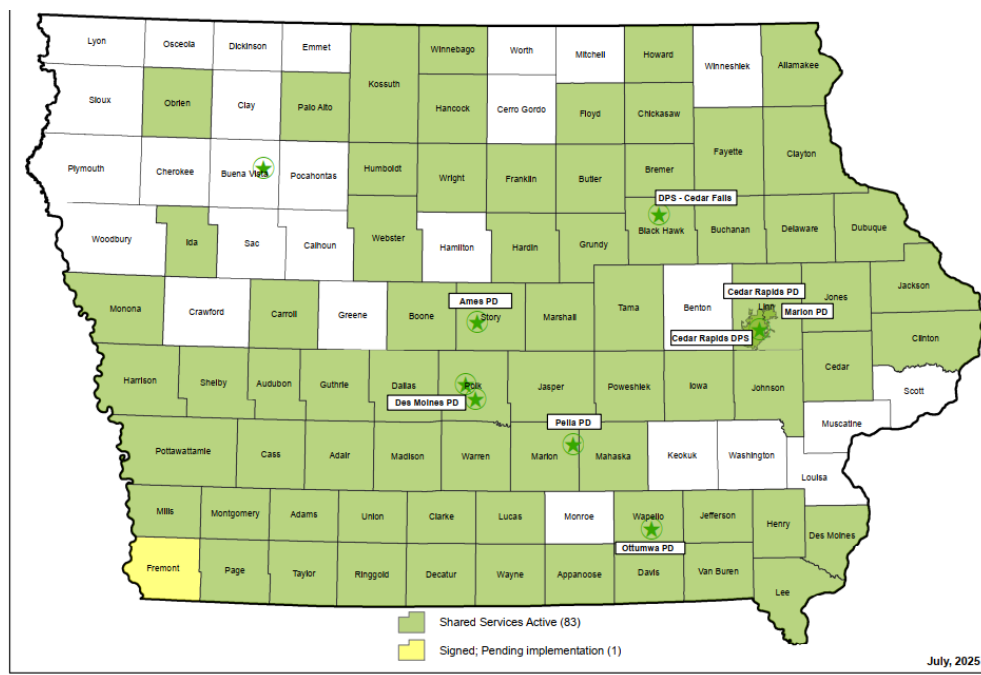 Lyon
Osceola
Dickinson
Emmet
Kossuth
Winnebago
Worth
Mitchell
Howard
Winneshiek
Allamakee
Sioux
Obrien
Clay
Palo Alto
Hancock
Cerro Gordo
Floyd
Chickasaw
Fayette
Clayton
Plymouth
Cherokee
Buena Vista
Pocahontas
Humboldt
Wright
Franklin
Butler
Bremer
DPS - Cedar Falls
Woodbury
Ida
Sac
Calhoun
Webster
Hamilton
Hardin
Grundy
Black Hawk
Buchanan
Delaware
Dubuque
Monona
Crawford
Carroll
Greene
Boone
Ames PD
Story
Marshall
Tama
Benton
Cedar Rapids PD
Linn
Marion PD
Cedar Rapids DPS
Jones
Jackson
Clinton
Harrison
Shelby
Audubon
Guthrie
Dallas
Polk
Des Moines PD
Jasper
Poweshiek
Iowa
Johnson
Cedar
Scott
Muscatine
Pottawattamie
Cass
Adair
Madison
Warren
Pella PD
Marion
Mahaska
Keokuk
Washington
Louisa
Mills
Montgomery
Adams
Union
Clarke
Lucas
Monroe
Wapello
Ottumwa PD
Jefferson
Henry
Des Moines
Fremont
Page
Taylor
Ringgold
Decatur
Wayne
Appanoose
Davis
Van Buren
Lee
Shared Services Active (83)
Signed; Pending implementation (1)
July, 2025